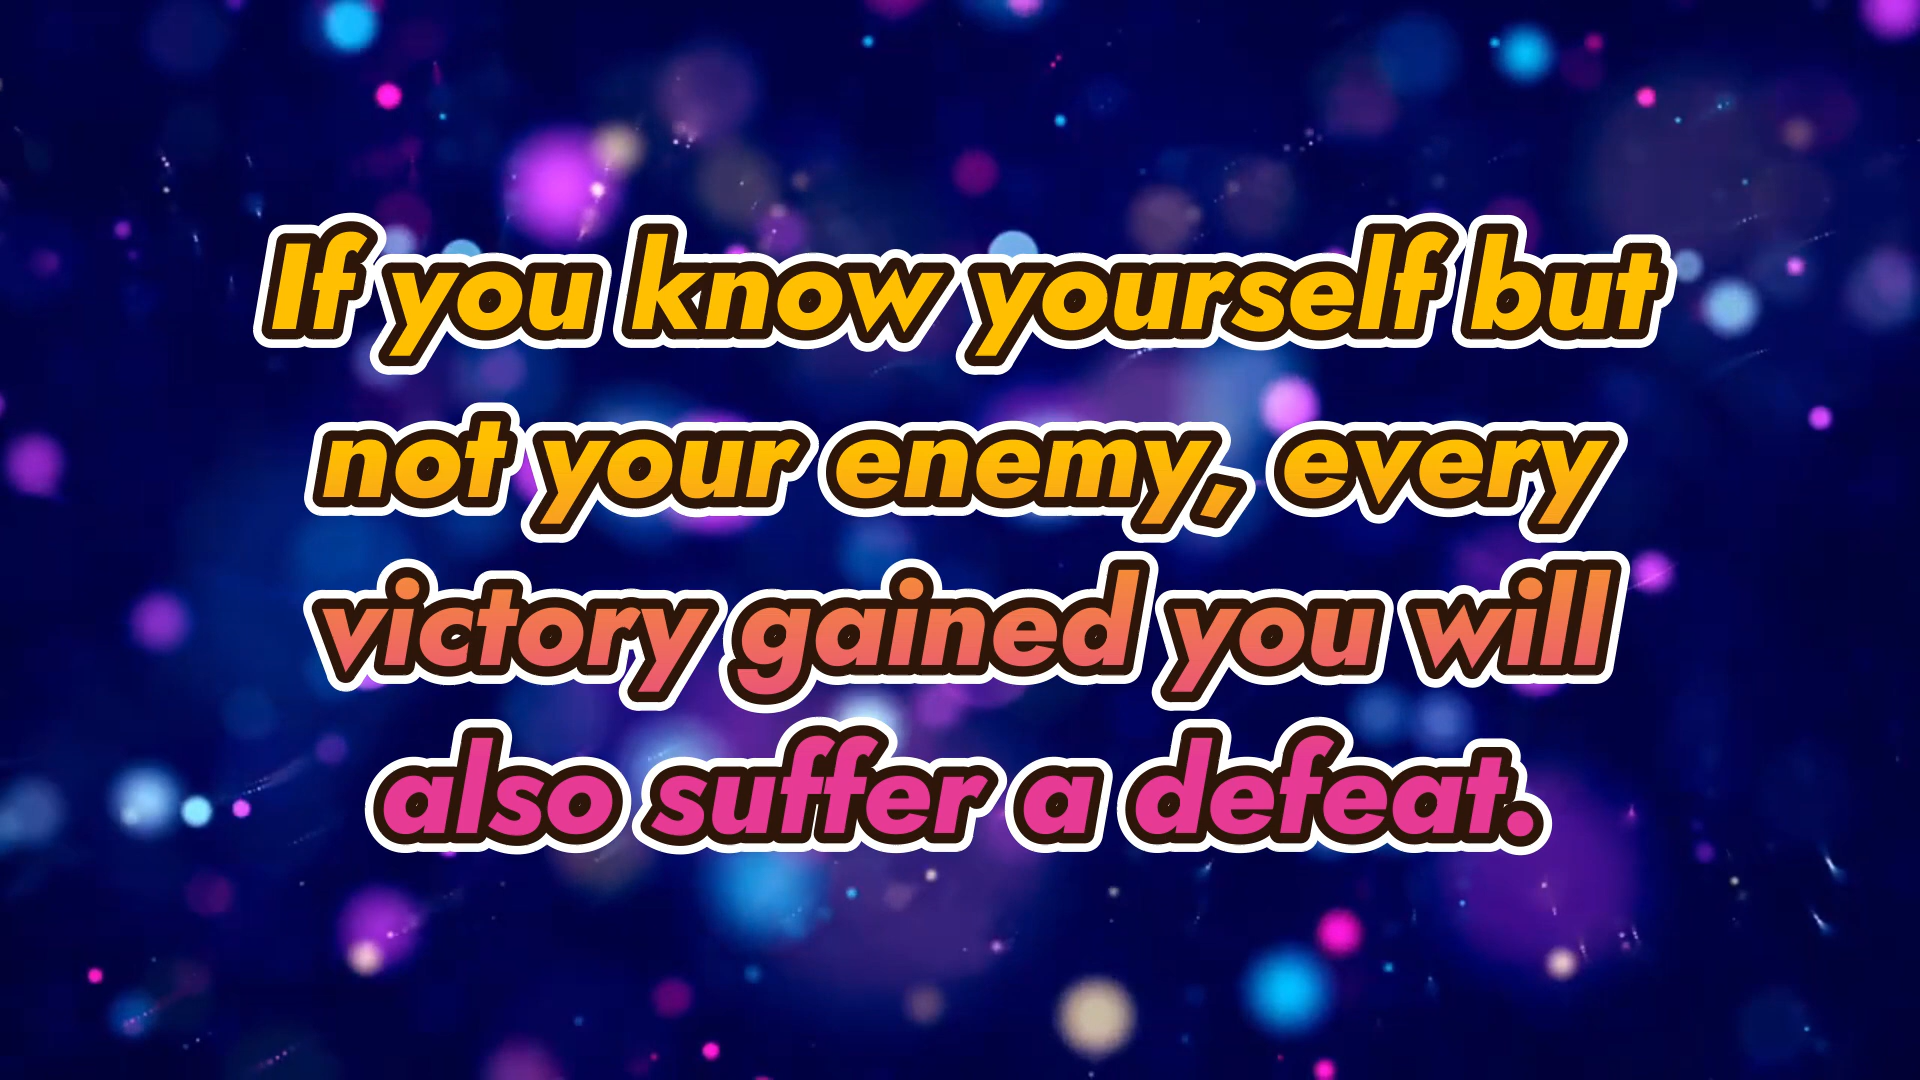 If you know yourself but
not your enemy, every
victory gained you will
also suffer a defeat.